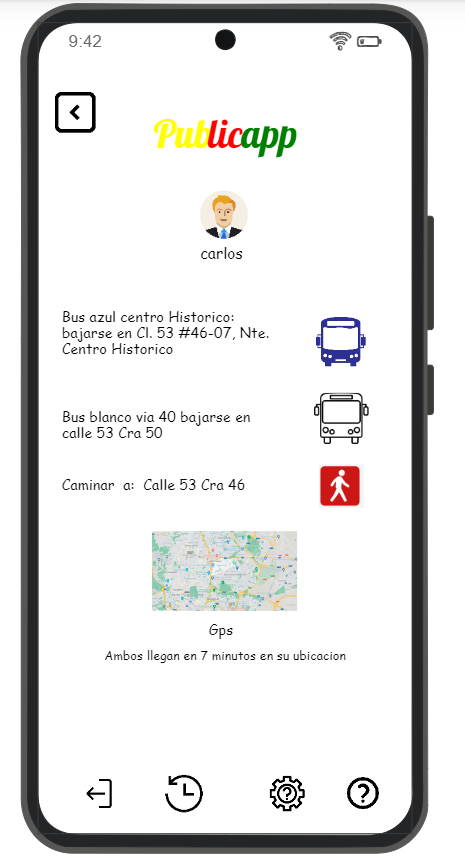 9:42
Publicapp
carlos
Bus azul centro Historico:
bajarse en Cl. 53 #46-07, Nte.
Centro Historico
Bus blanco via 40 bajarse en
calle 53 Cra 50
Caminar a: Calle 53 Cra 46
Gps
Ambos llegan en 7 minutos en su ubicacion